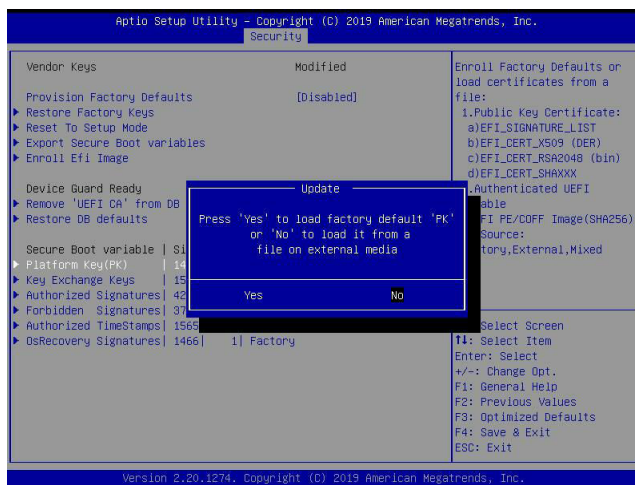 Aptio Setup Utility – Copyright (C) 2019 American Megatrends, Inc.
Security
Vendor Keys Modified
Provision Factory Defaults [Disabled]
Restore Factory Keys
Reset To Setup Mode
Export Secure Boot variables
Enroll Efi Image
Device Guard Ready
Remove 'UEFI CA' from DB
Restore DB defaults
Secure Boot variable | Si
Platform Key(PK) | 14
Key Exchange Keys | 15
Authorized Signatures| 42
Forbidden Signatures| 37
Authorized TimeStamps| 1565
OsRecovery Signatures| 1466| 1| Factory
Update
Press 'Yes' to load factory default 'PK'
or 'No' to load it from a
file on external media
Yes No
Enroll Factory Defaults or
load certificates from a
file:
1.Public Key Certificate:
a)EFI_SIGNATURE_LIST
b)EFI_CERT_X509 (DER)
c)EFI_CERT_RSA2048 (bin)
d)EFI_CERT_SHAXXX
.Authenticated UEFI
able
FI PE/COFF Image(SHA256)
Source:
tory,External,Mixed
Select Screen
↑↓: Select Item
Enter: Select
+/-: Change Opt.
F1: General Help
F2: Previous Values
F3: Optimized Defaults
F4: Save & Exit
ESC: Exit
Version 2.20.1274. Copyright (C) 2019 American Megatrends, Inc.